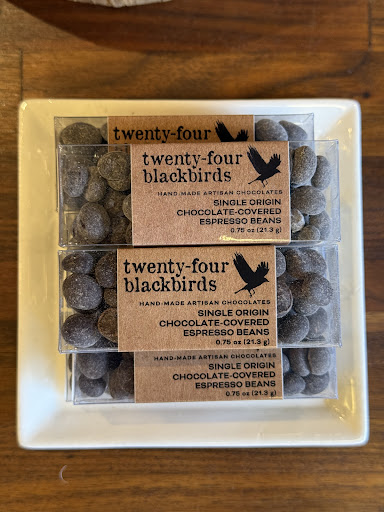 twenty-four
twenty-four
blackbirds
HAND-MADE ARTISAN CHOCOLATES
SINGLE ORIGIN
CHOCOLATE-COVERED
ESPRESSO BEANS
0.75 oz (21.3 g)
twenty-four
blackbirds
HAND-MADE ARTISAN CHOCOLATES
SINGLE ORIGIN
CHOCOLATE-COVERED
ESPRESSO BEANS
0.75 oz (21.3 g)
HAND-MADE ARTISAN CHOCOLATES
SINGLE ORIGIN
CHOCOLATE-COVERED
ESPRESSO BEANS
0.75 oz (21.3 g)